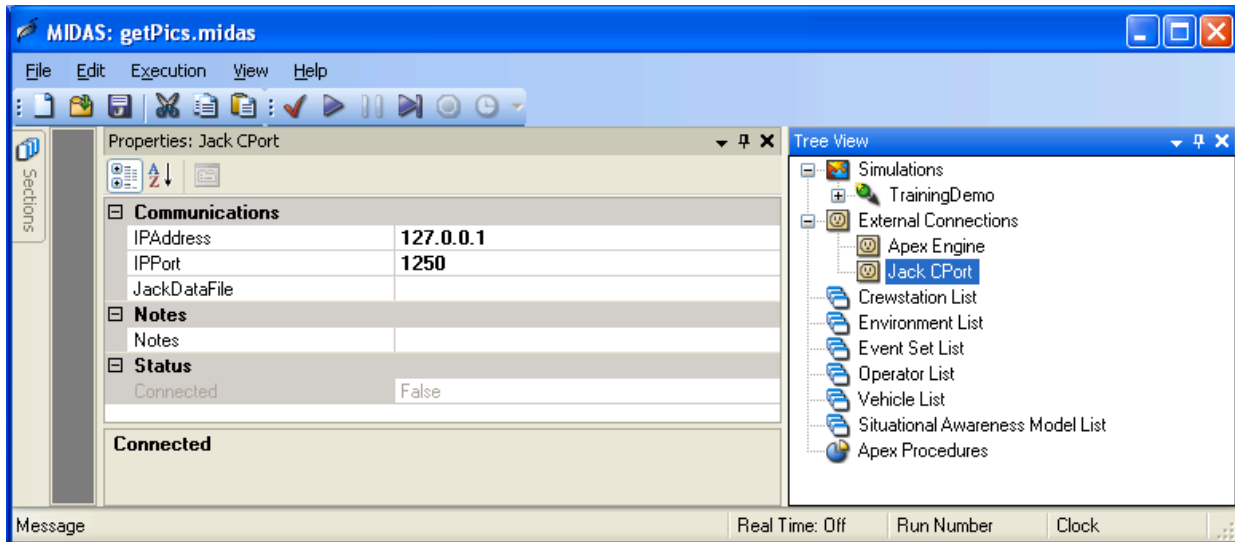 MIDAS: getPics.midas
File Edit Execution View Help
Sections
Properties: Jack CPort
Communications
IPAddress 127.0.0.1
IPPort 1250
JackDataFile
Notes
Notes
Status
Connected False
Connected
Tree View
Simulations
TrainingDemo
External Connections
Apex Engine
Jack CPort
Crewstation List
Environment List
Event Set List
Operator List
Vehicle List
Situational Awareness Model List
Apex Procedures
Message Real Time: Off Run Number Clock